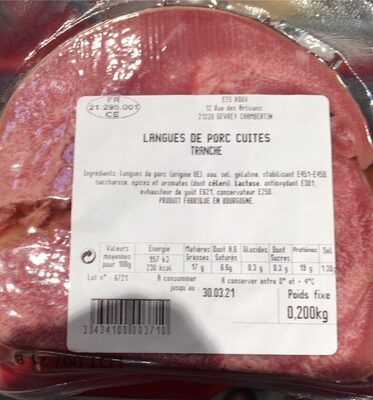 FR
21.295.001
CE
ETS ROUX
12 Rue des Artisans
21220 GEVREY CHAMBERTIN
LANGUES DE PORC CUITES
TRANCHE
Ingrédients: Langues de porc (origine UE), eau, sel, gélatine, stabilisant E451-E450,
saccharose, épices et aromates (dont céleri), Lactose, antioxydant E301,
exhausteur de goût E621, conservateur E250.
PRODUIT FABRIQUE EN BOURGOGNE.
Valeurs moyennes pour 100g Energie Matières Grasses Dont A.G Saturés Glucides Dont Sucres Protéines Sel
957 kJ
230 kcal 17 g 6.6g 0.3 g 0.3 g 19 g 1.38g
Lot n° 6721 A consommer jusqu'au : 30.03.21 A conserver entre 0° et + 4°C
Poids fixe
0,200kg
3434100003710